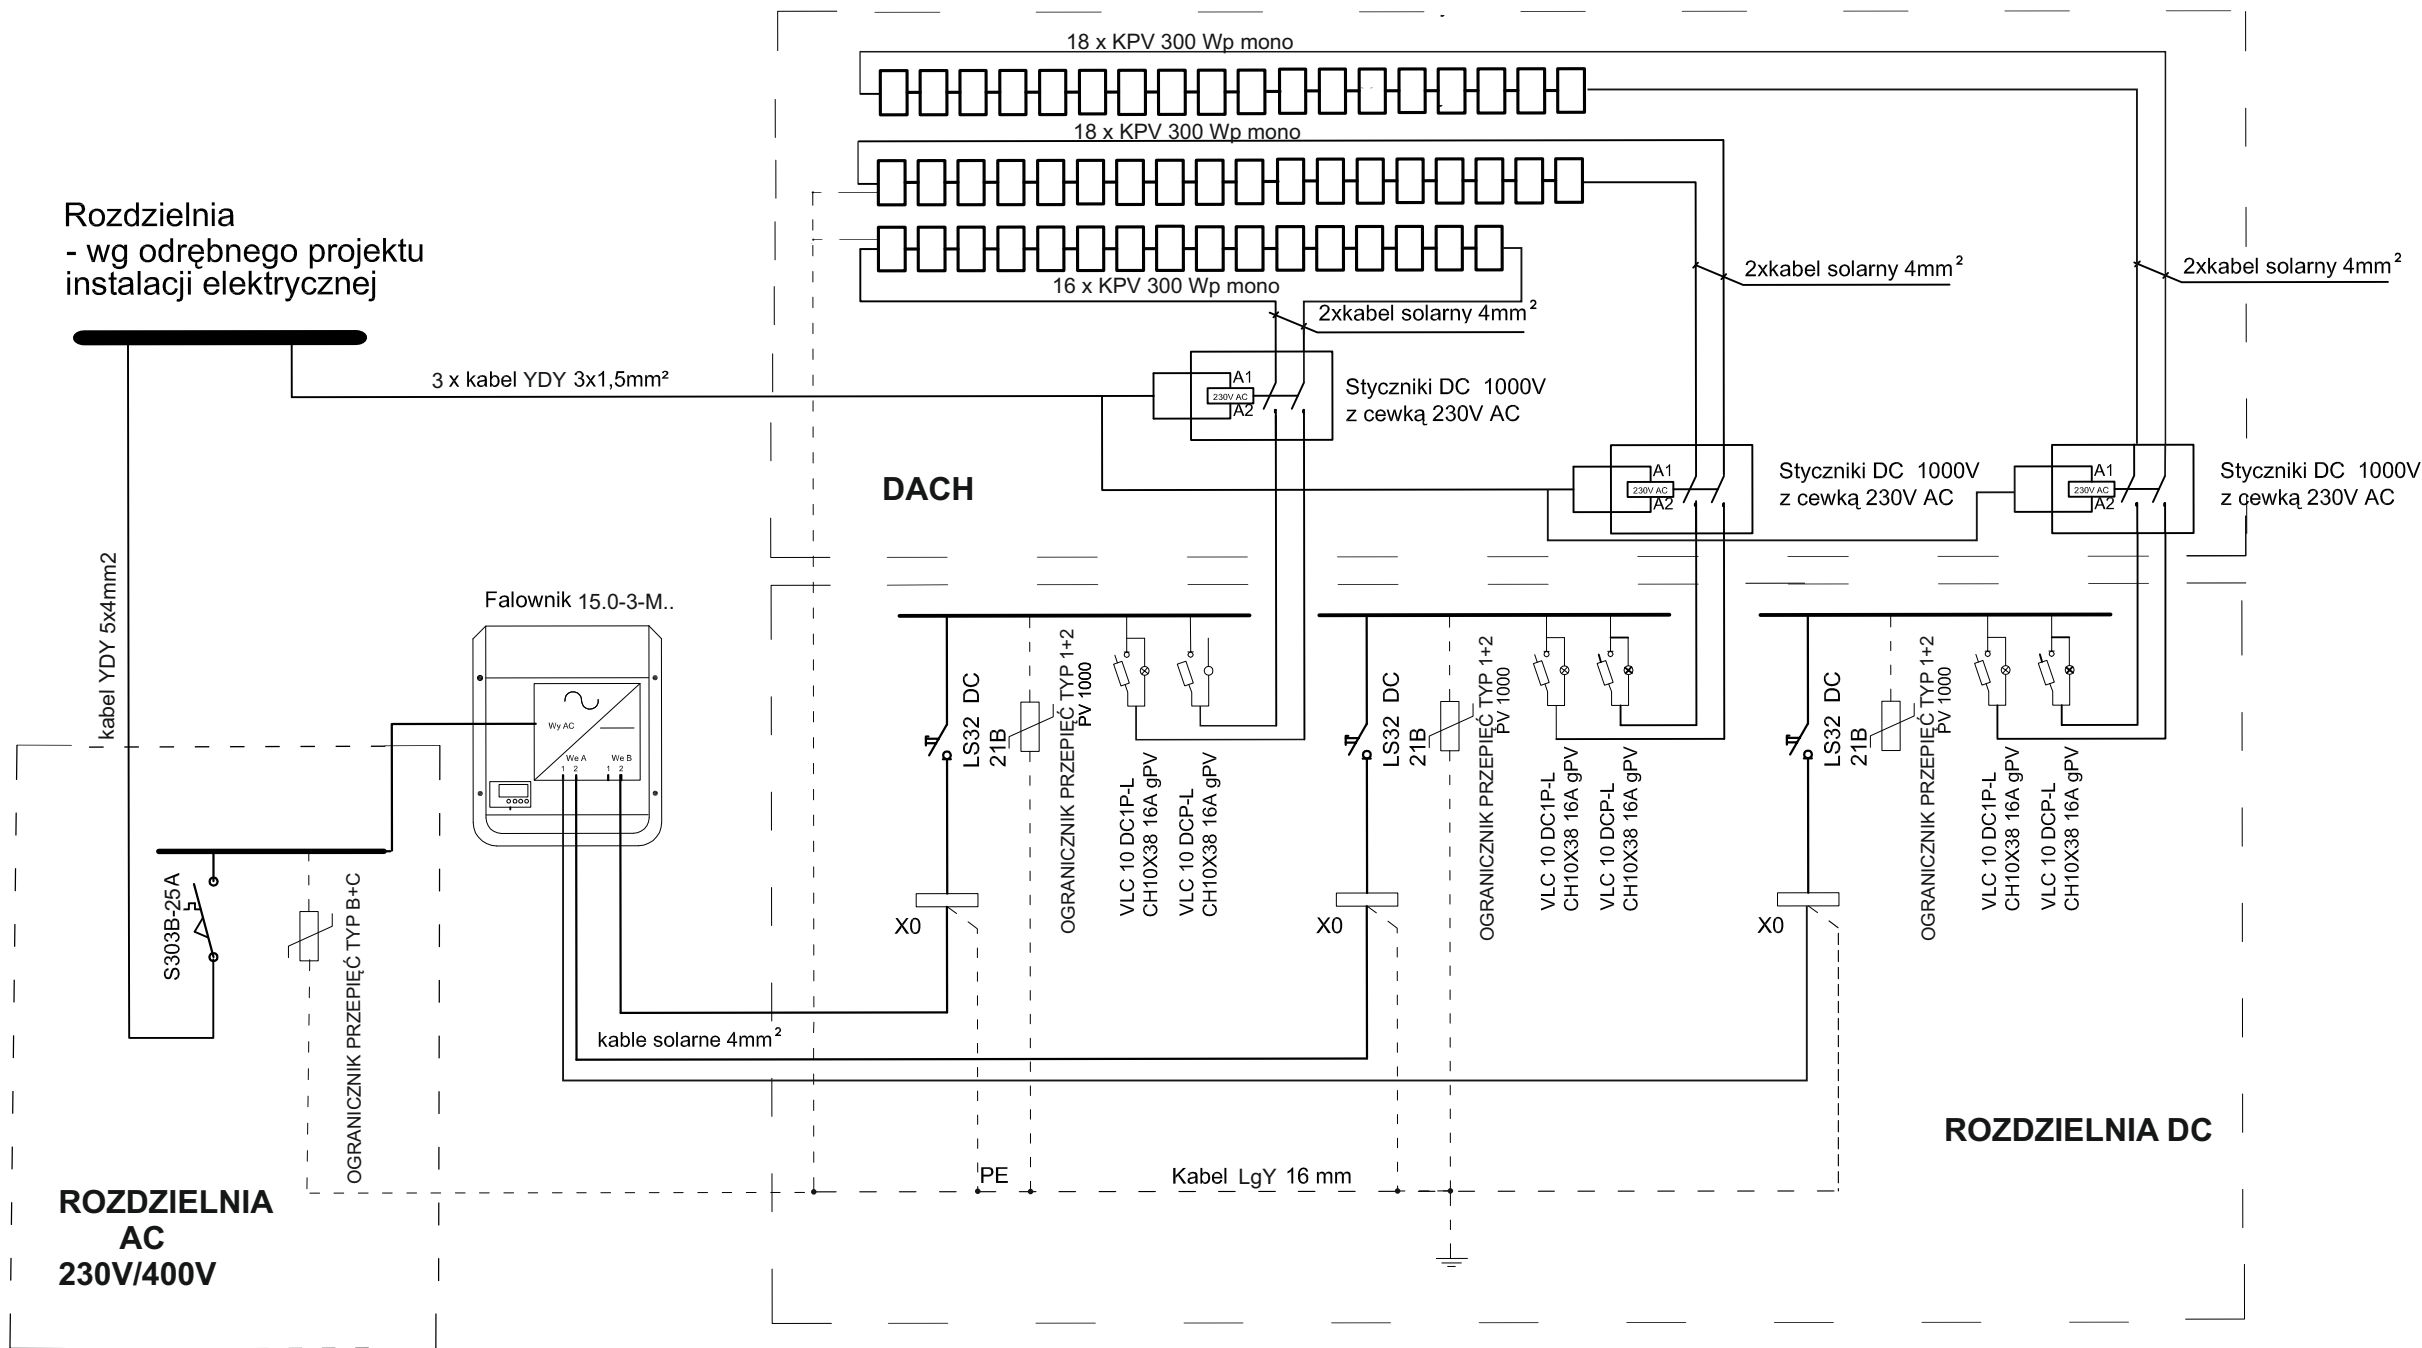 18 x KPV 300 Wp mono
18 x KPV 300 Wp mono
16 x KPV 300 Wp mono
2xkabel solarny 4mm²
2xkabel solarny 4mm²
2xkabel solarny 4mm²
Rozdzielnia
- wg odrębnego projektu
instalacji elektrycznej
3 x kabel YDY 3x1,5mm²
A1
230V AC
A2
Styczniki DC 1000V
z cewką 230V AC
A1
230V AC
A2
Styczniki DC 1000V
z cewką 230V AC
A1
230V AC
A2
Styczniki DC 1000V
z cewką 230V AC
DACH
kabel YDY 5x4mm2
Falownik 15.0-3-M..
Wy AC
We A
We B
1 2
1 2
LS32 DC
21B
OGRANICZNIK PRZEPIĘĆ TYP 1+2
PV 1000
VLC 10 DC1P-L
CH10X38 16A gPV
VLC 10 DCP-L
CH10X38 16A gPV
X0
LS32 DC
21B
OGRANICZNIK PRZEPIĘĆ TYP 1+2
PV 1000
VLC 10 DC1P-L
CH10X38 16A gPV
VLC 10 DCP-L
CH10X38 16A gPV
X0
LS32 DC
21B
OGRANICZNIK PRZEPIĘĆ TYP 1+2
PV 1000
VLC 10 DC1P-L
CH10X38 16A gPV
VLC 10 DCP-L
CH10X38 16A gPV
X0
S303B-25A
OGRANICZNIK PRZEPIĘĆ TYP B+C
kable solarne 4mm²
ROZDZIELNIA DC
PE
Kabel LgY 16 mm
ROZDZIELNIA
AC
230V/400V